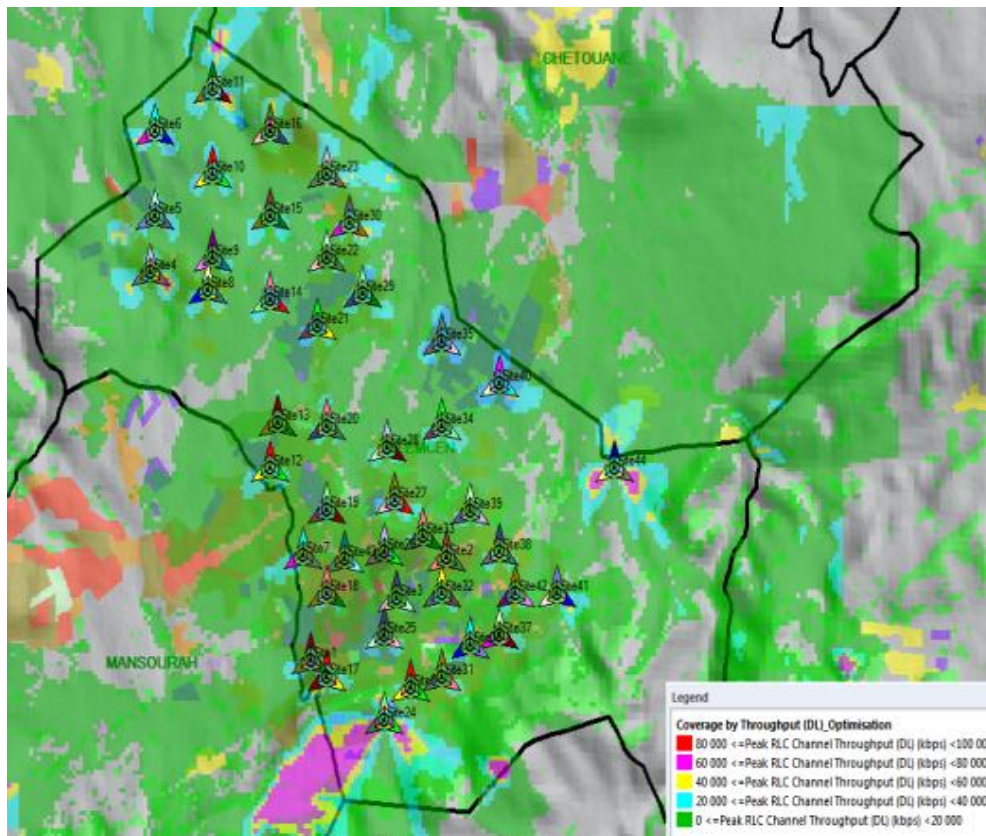 CHETOUANE
Site11
Site6
Site16
Site10
Site23
Site5
Site15
Site30
Site9
Site22
Site4
Site8
Site14
Site29
Site21
Site35
Site40
Site13
Site20
Site34
Site28
EMCEN
Site12
Site44
Site27
Site19
Site39
Site7
Site2
Site38
Site18
Site3
Site32
Site42
Site41
Site25
Site37
MANSOURAH
Site17
Site31
Site24
Legend
Coverage by Throughput (DL)_Optimisation
80 000 <=Peak RLC Channel Throughput (DL) (kbps) <100 00
60 000 <=Peak RLC Channel Throughput (DL) (kbps) <80 000
40 000 <=Peak RLC Channel Throughput (DL) (kbps) <60 000
20 000 <=Peak RLC Channel Throughput (DL) (kbps) <40 000
0 <=Peak RLC Channel Throughput (DL) (kbps) <20 000